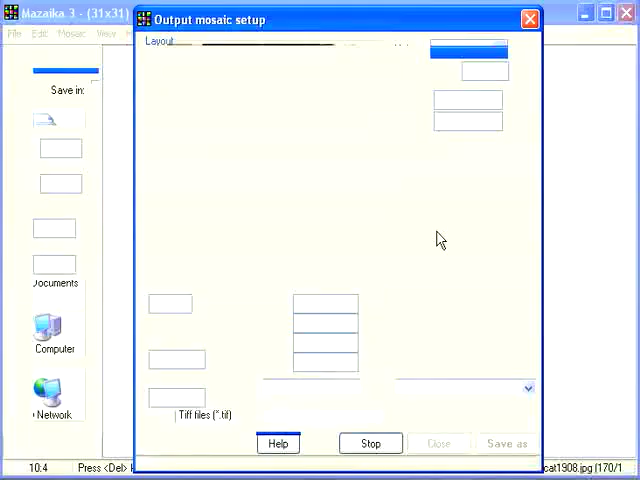 Mazaika 3 - (31x31)
Output mosaic setup
File Edit Mosaic View
Layout
Save in:
Documents
Computer
Network
Tiff files (*.tif)
Help Stop Close Save as
10:4 Press <Del> cat1908.jpg (170/1